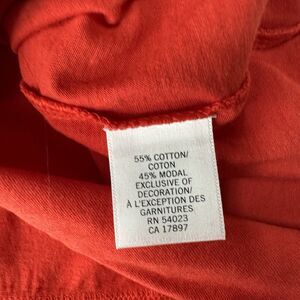 55% COTTON/
COTON
45% MODAL
EXCLUSIVE OF
DECORATION/
À L'EXCEPTION DES
GARNITURES
RN 54023
CA 17897